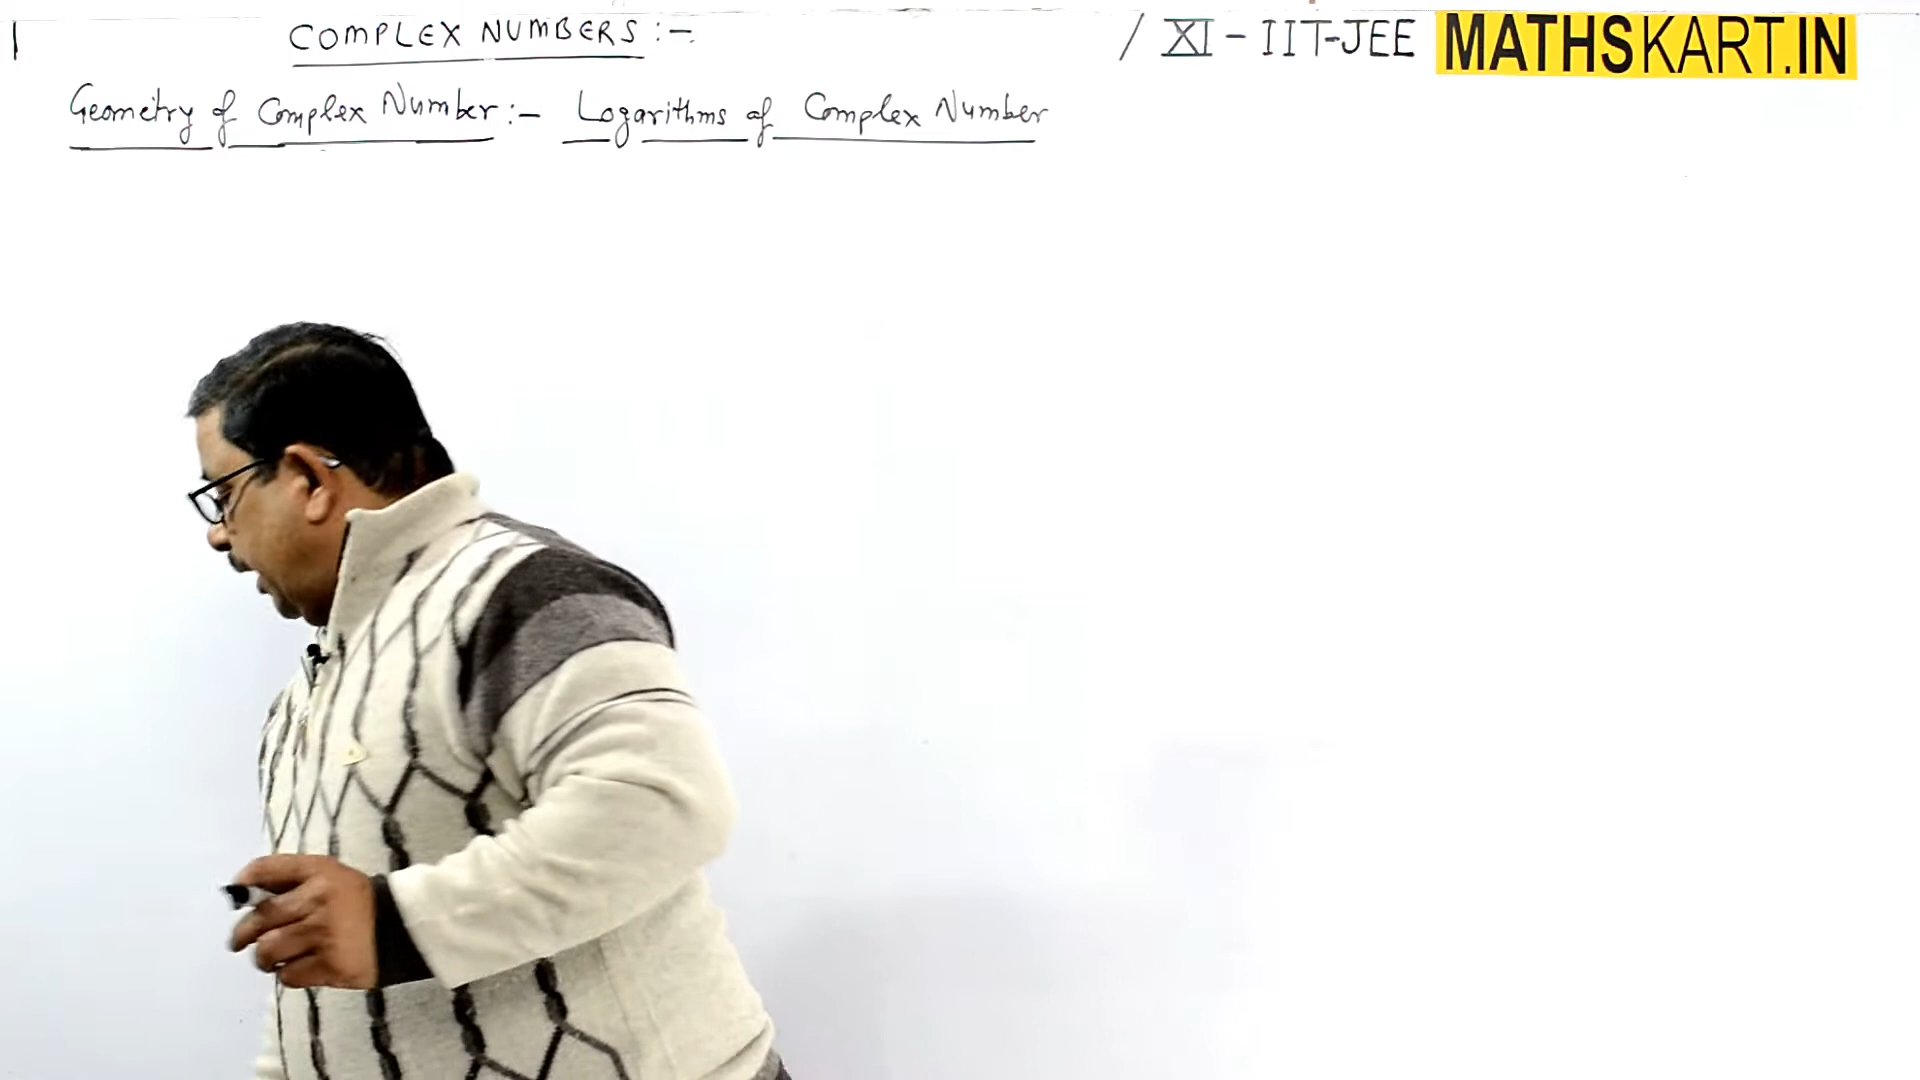 COMPLEX NUMBERS :- / XI - IIT-JEE MATHSKART.IN
Geometry of Complex Number :- Logarithms of Complex Number